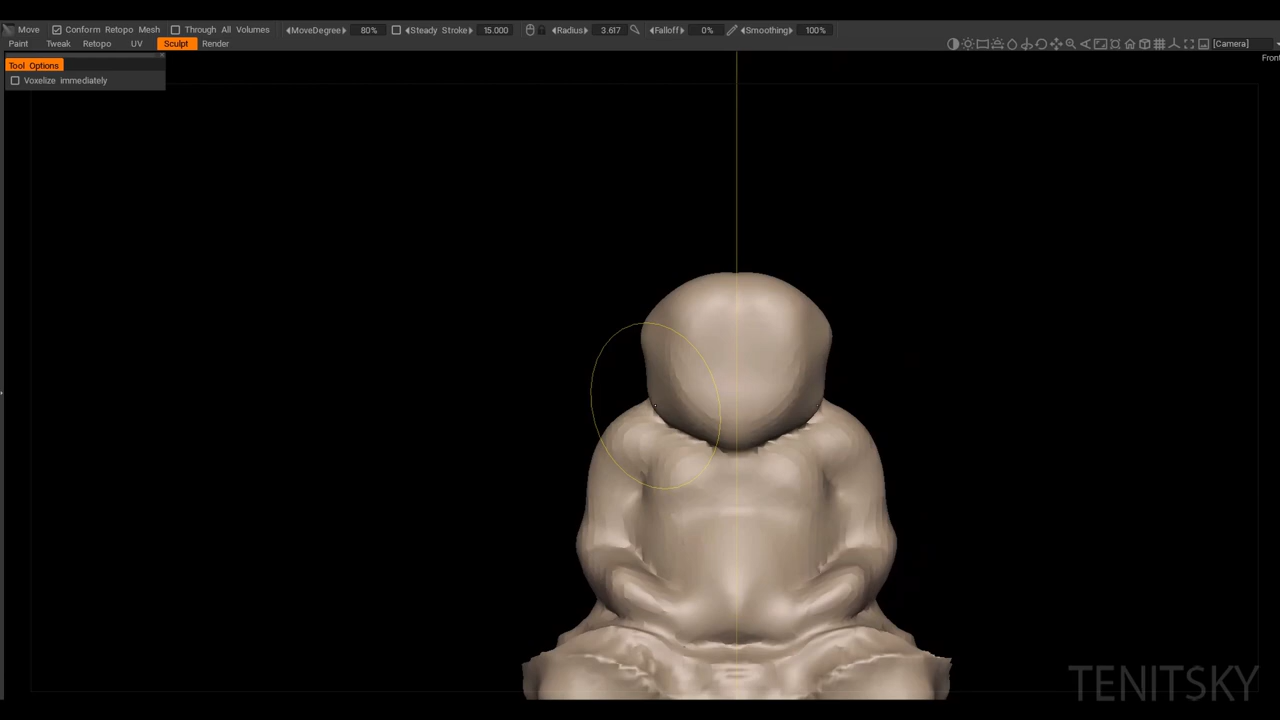 Move Conform Retopo Mesh Through All Volumes MoveDegree 80% Steady Stroke 15.000 Radius 3.617 Falloff 0% Smoothing 100%
Paint Tweak Retopo UV Sculpt Render [Camera]
Front
Tool Options
Voxelize immediately
TENITSKY